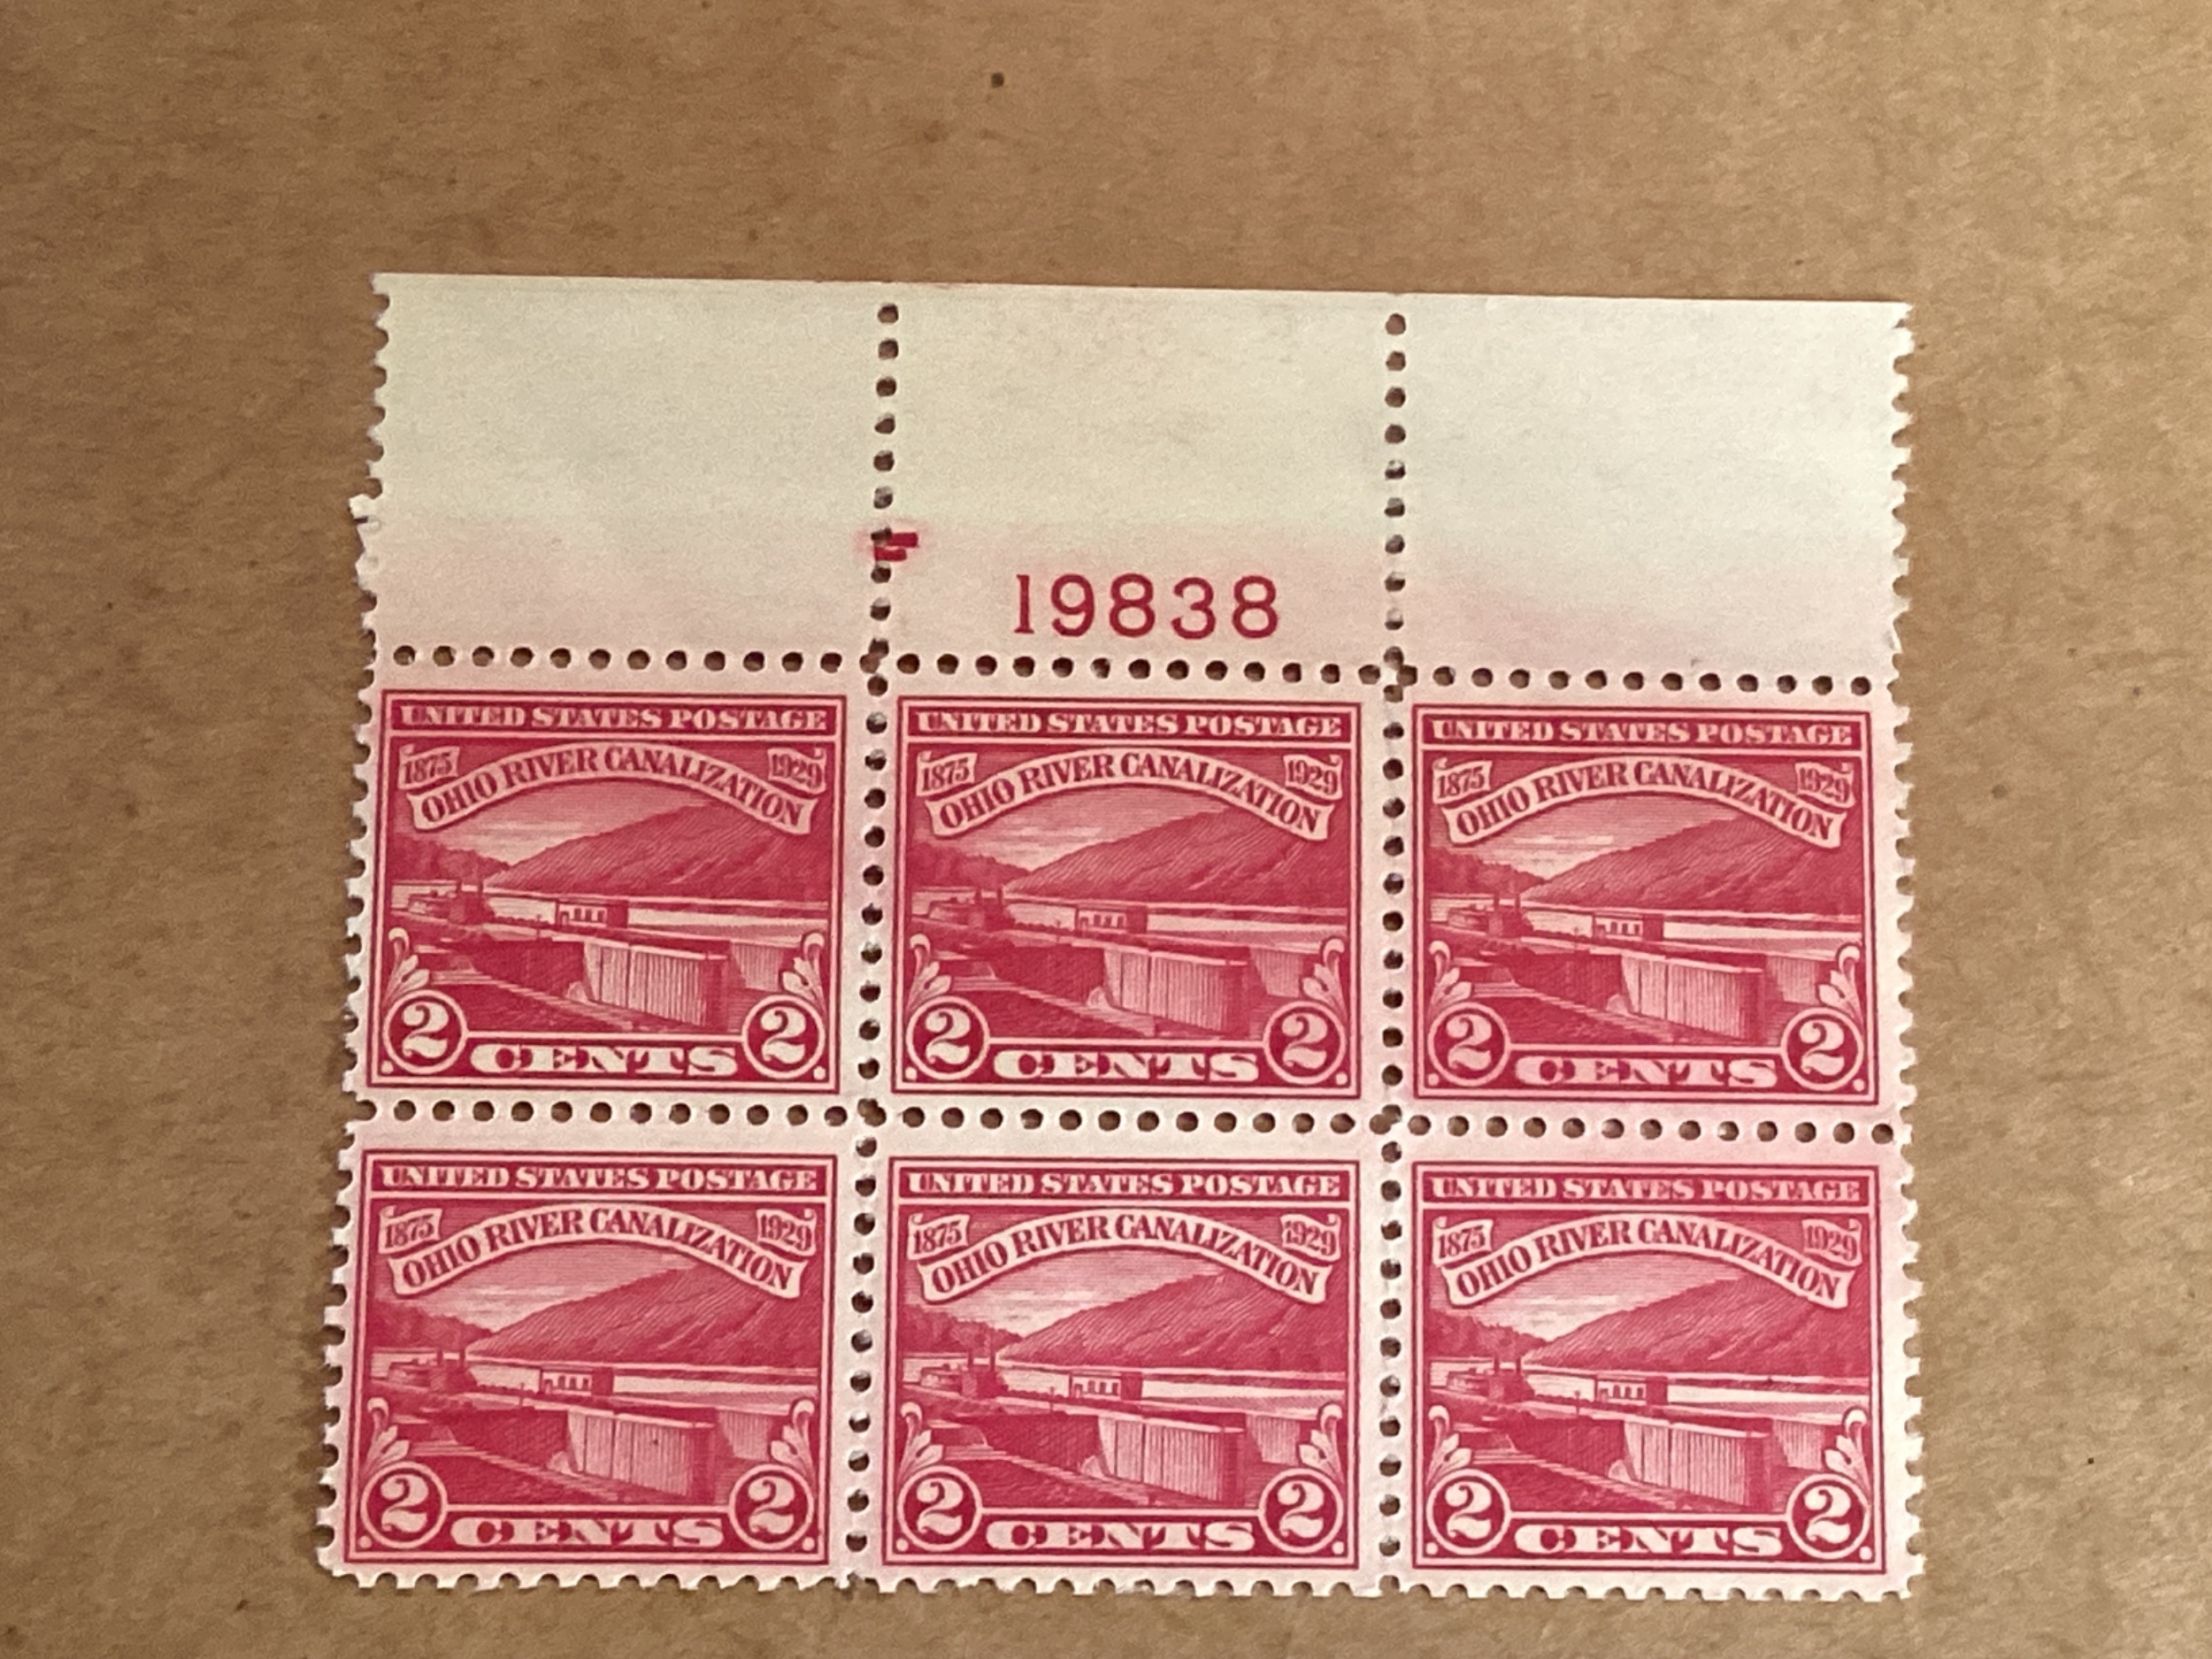 19838
UNITED STATES POSTAGE
1875 1929
OHIO RIVER CANALIZATION
2 CENTS 2
UNITED STATES POSTAGE
1875 1929
OHIO RIVER CANALIZATION
2 CENTS 2
UNITED STATES POSTAGE
1875 1929
OHIO RIVER CANALIZATION
2 CENTS 2
UNITED STATES POSTAGE
1875 1929
OHIO RIVER CANALIZATION
2 CENTS 2
UNITED STATES POSTAGE
1875 1929
OHIO RIVER CANALIZATION
2 CENTS 2
UNITED STATES POSTAGE
1875 1929
OHIO RIVER CANALIZATION
2 CENTS 2